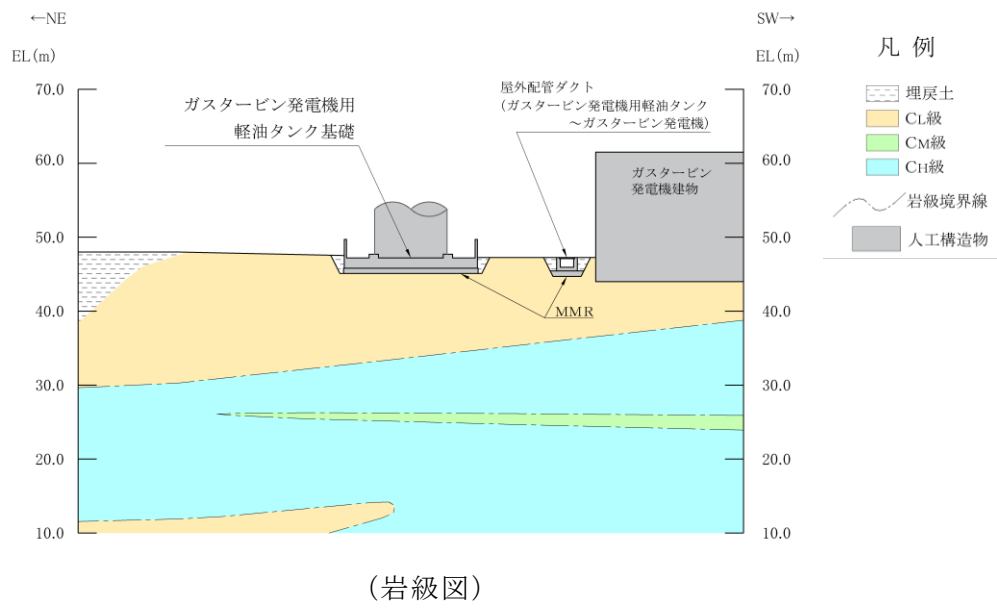 ←NE
SW→
EL(m)
EL(m)
凡 例
70.0
60.0
50.0
40.0
30.0
20.0
10.0
ガスタービン発電機用
軽油タンク基礎
屋外配管ダクト
(ガスタービン発電機用軽油タンク
～ガスタービン発電機)
ガスタービン
発電機建物
MMR
70.0
60.0
50.0
40.0
30.0
20.0
10.0
埋戻土
CL級
CM級
CH級
岩級境界線
人工構造物
(岩級図)